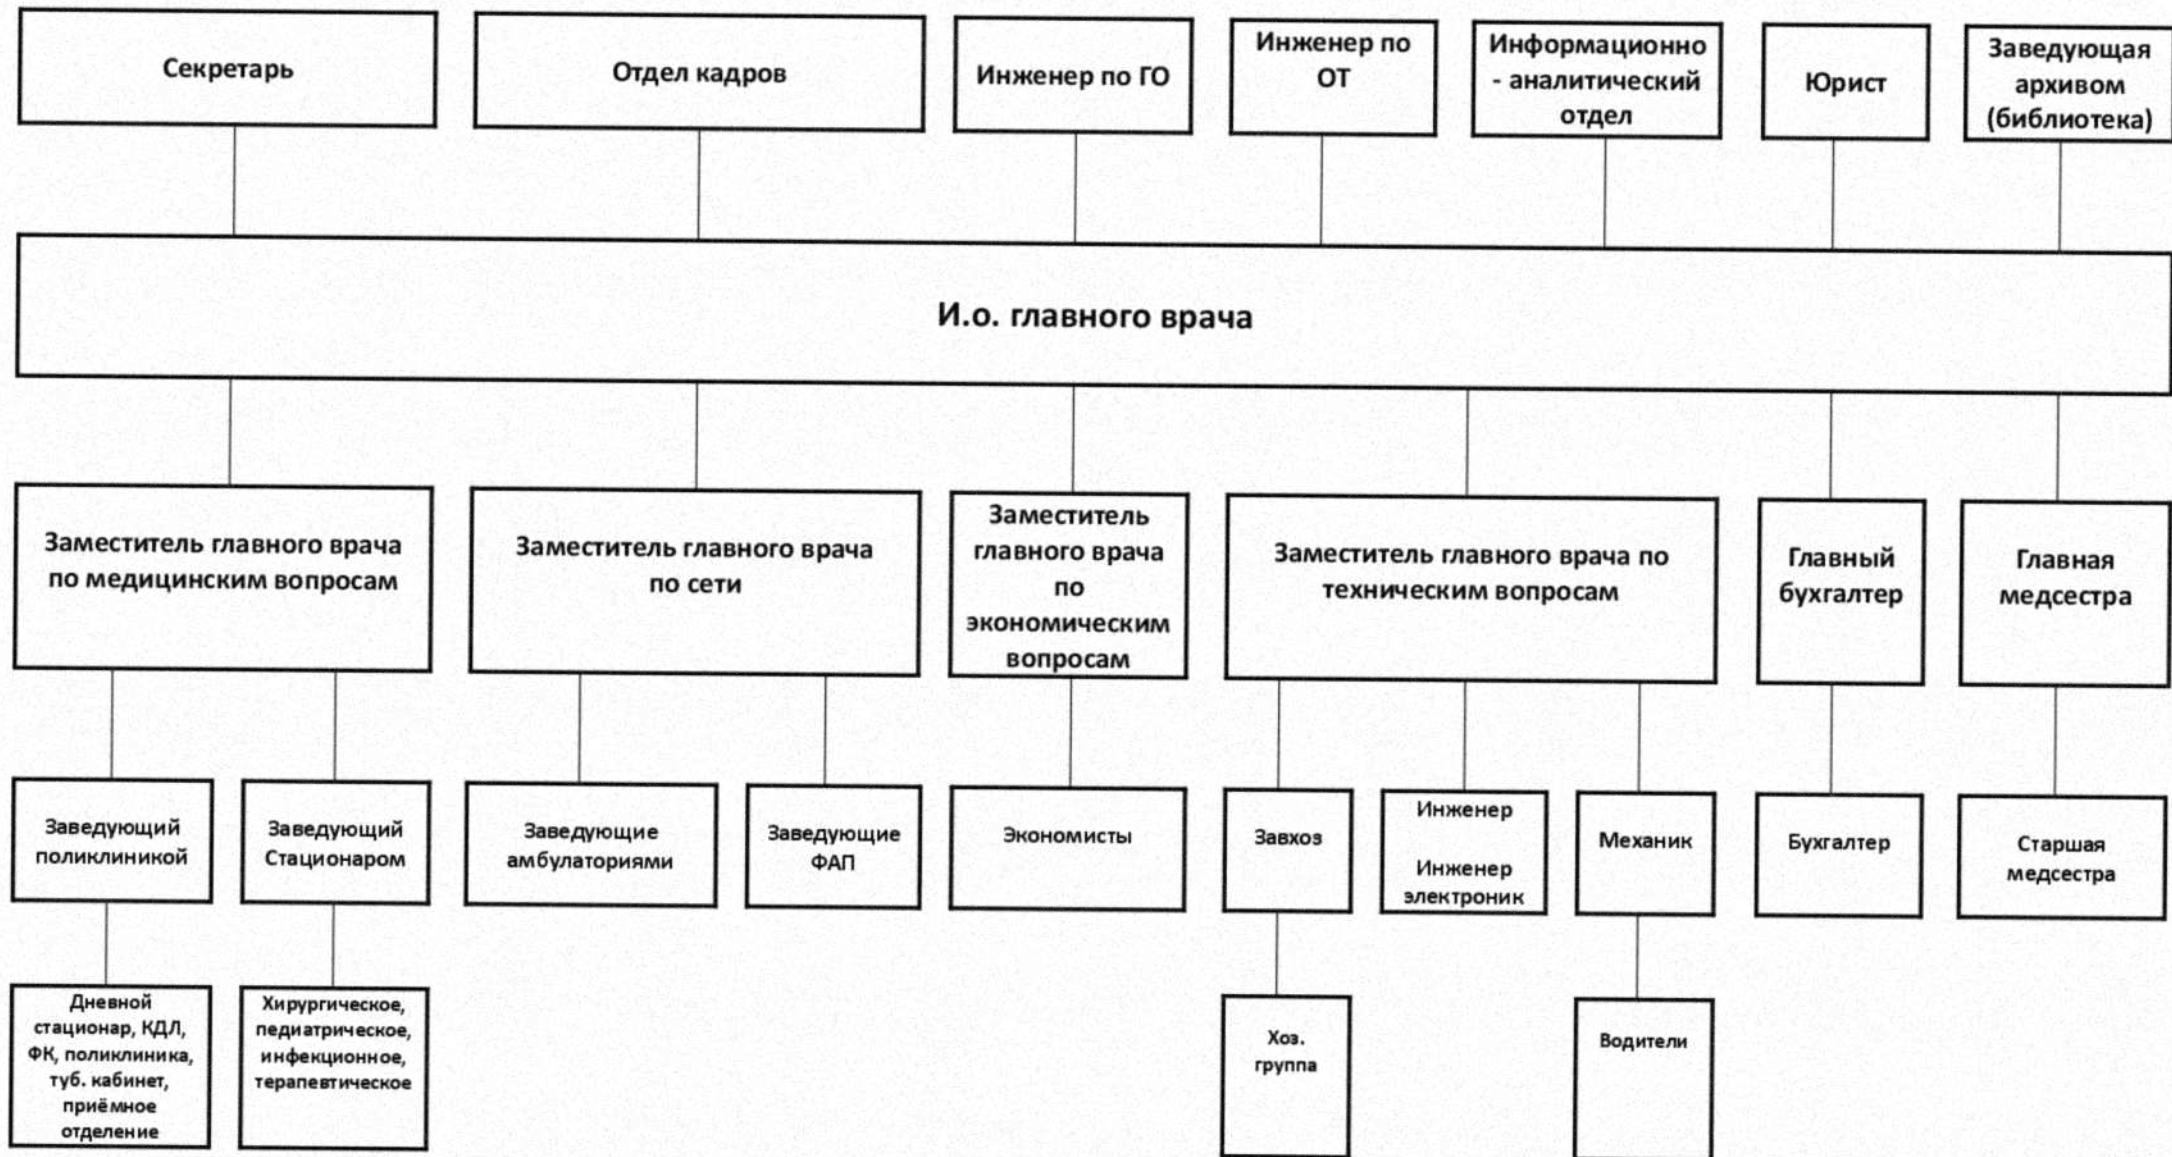 Секретарь
Отдел кадров
Инженер по ГО
Инженер по
ОТ
Информационно
- аналитический
отдел
Юрист
Заведующая
архивом
(библиотека)
И.о. главного врача
Заместитель главного врача
по медицинским вопросам
Заместитель главного врача
по сети
Заместитель
главного врача
по
экономическим
вопросам
Заместитель главного врача по
техническим вопросам
Главный
бухгалтер
Главная
медсестра
Заведующий
поликлиникой
Заведующий
Стационаром
Заведующие
амбулаториями
Заведующие
ФАП
Экономисты
Завхоз
Инженер
Инженер
электроник
Механик
Бухгалтер
Старшая
медсестра
Дневной
стационар, КДЛ,
ФК, поликлиника,
туб. кабинет,
приёмное
отделение
Хирургическое,
педиатрическое,
инфекционное,
терапевтическое
Хоз.
группа
Водители